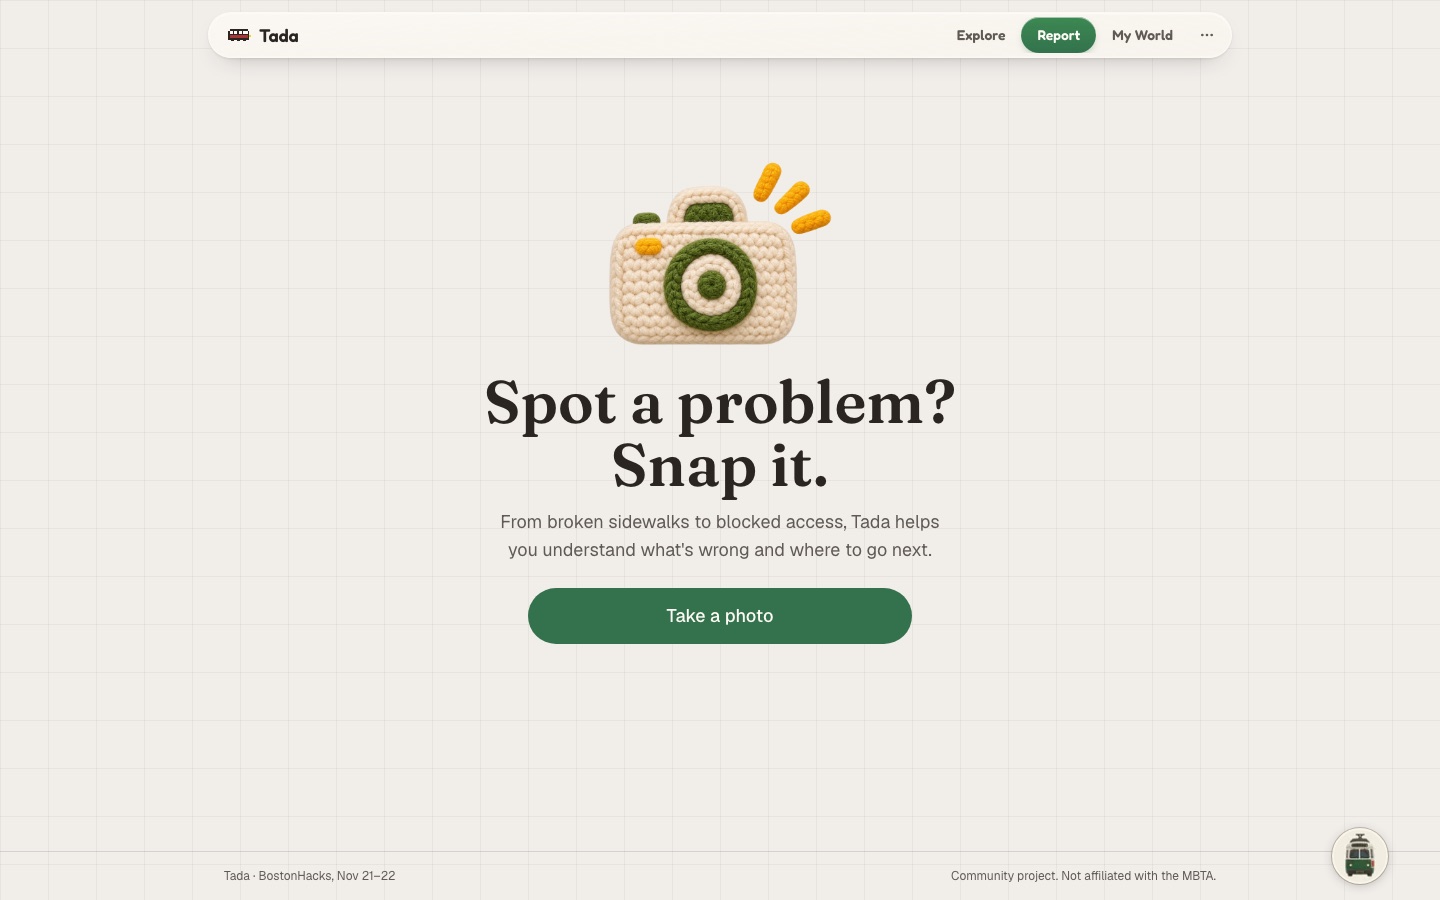 Tada
Explore
Report
My World
Spot a problem?
Snap it.
From broken sidewalks to blocked access, Tada helps
you understand what's wrong and where to go next.
Take a photo
Tada · BostonHacks, Nov 21–22
Community project. Not affiliated with the MBTA.